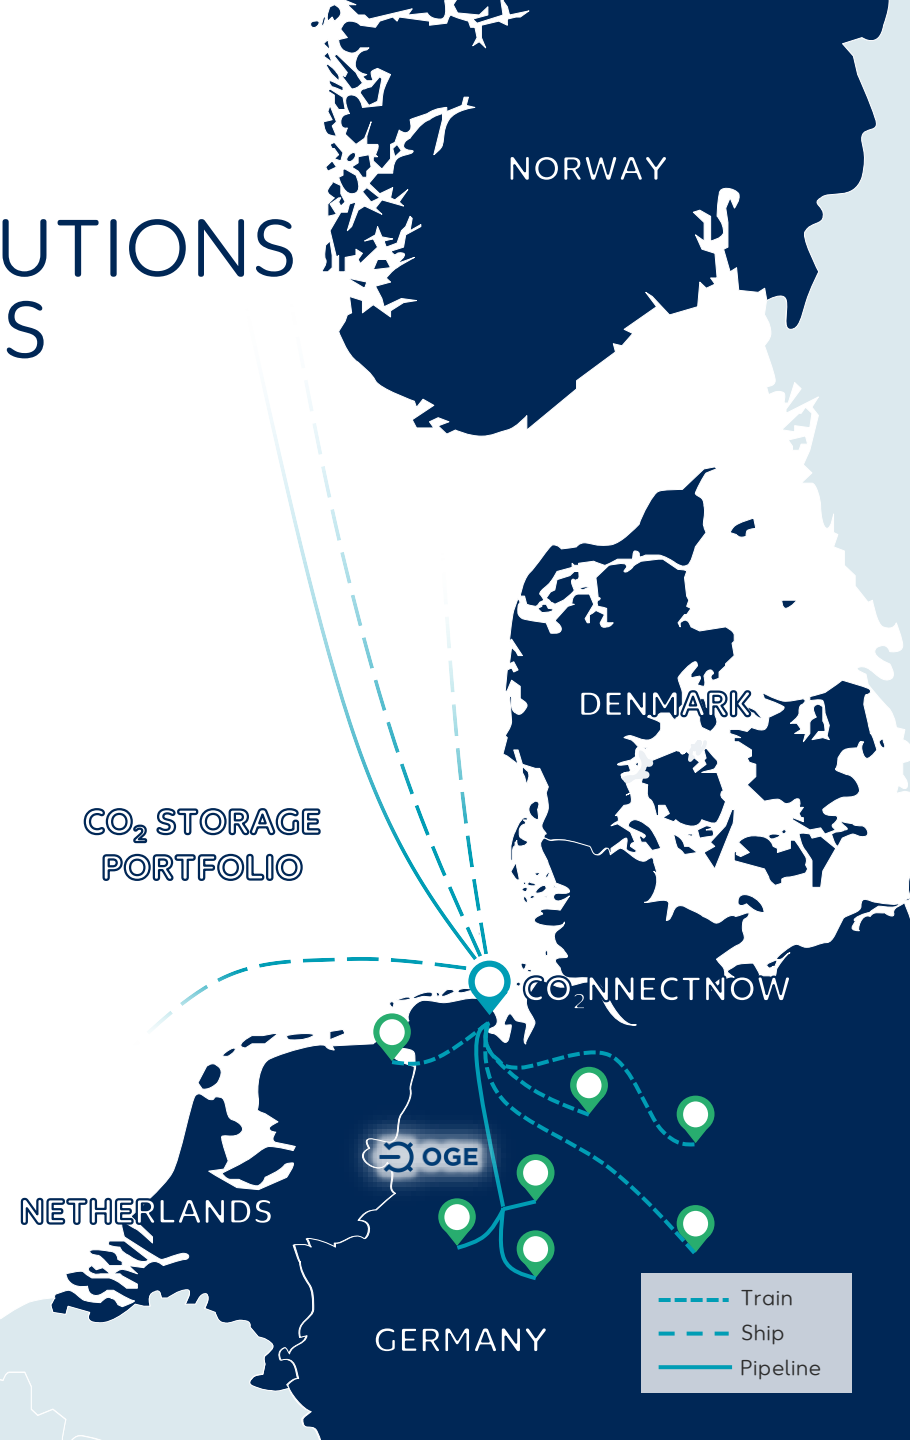 NORWAY
UTIONS
S
DENMARK
CO₂ STORAGE
PORTFOLIO
CO₂NNECTNOW
OGE
NETHERLANDS
GERMANY
Train
Ship
Pipeline